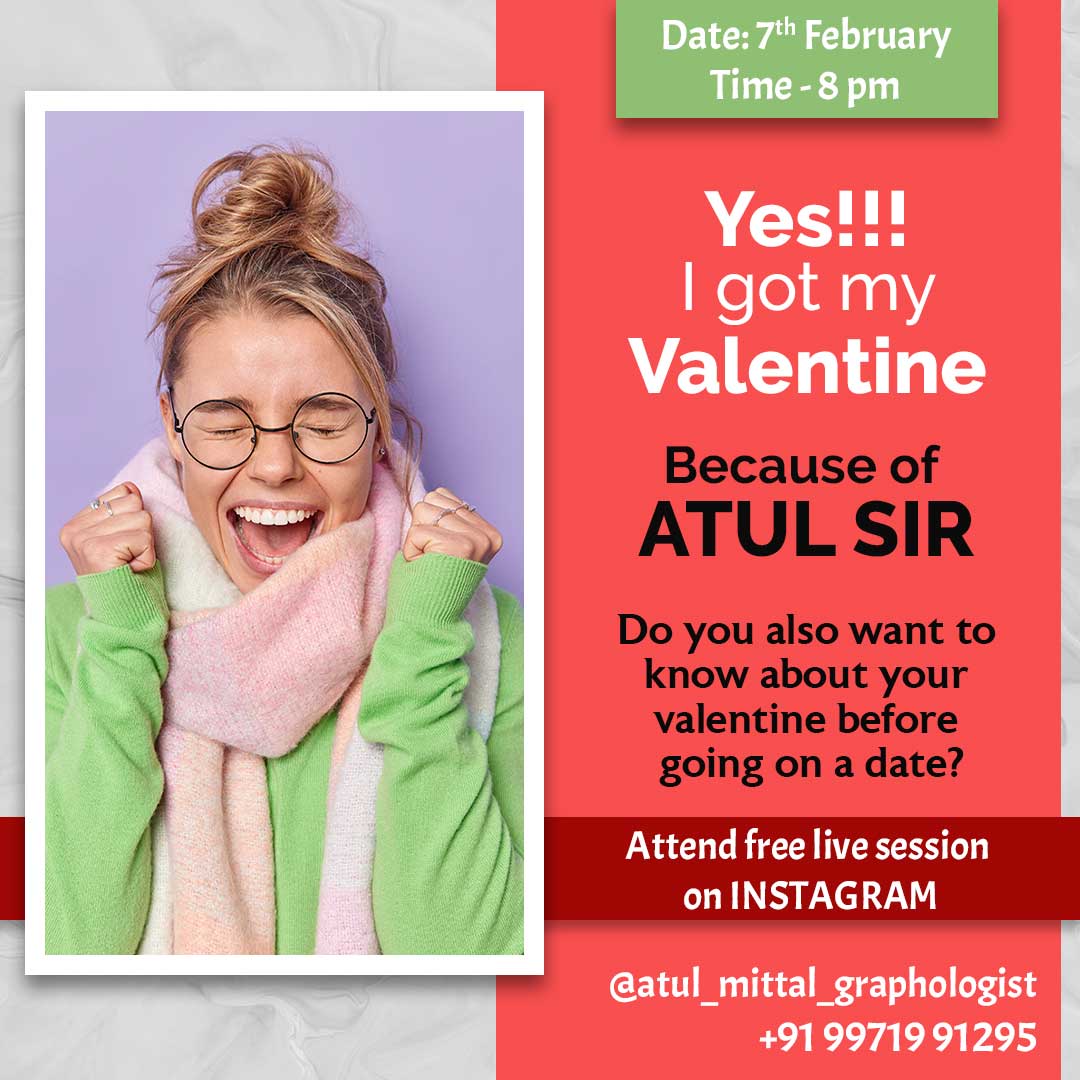 Date: 7th February
Time - 8 pm
Yes!!!
I got my
Valentine
Because of
ATUL SIR
Do you also want to
know about your
valentine before
going on a date?
Attend free live session
on INSTAGRAM
@atul_mittal_graphologist
+91 99719 91295